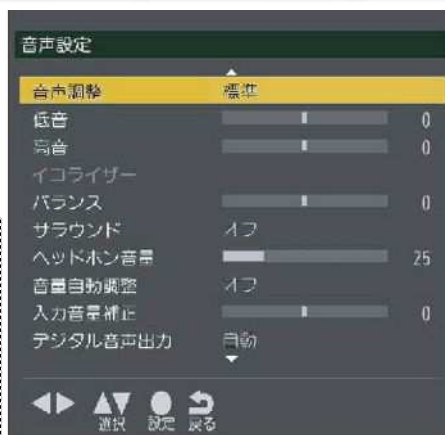 音声設定
音声調整 標準
低音 0
高音 0
イコライザー
バランス 0
サラウンド オフ
ヘッドホン音量 25
音量自動調整 オフ
入力音量補正 0
デジタル音声出力 自動
選択 設定 戻る